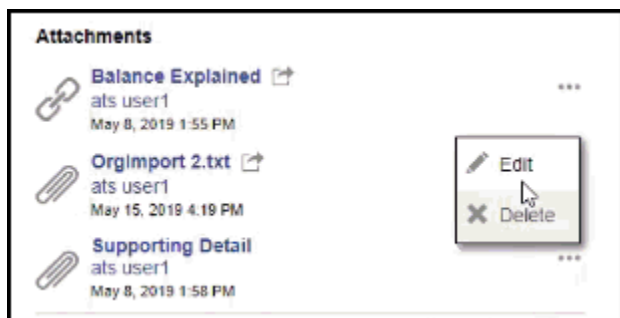 Attachments
Balance Explained
ats user1
May 8, 2019 1:55 PM
OrgImport 2.txt
ats user1
May 15, 2019 4:19 PM
Edit
Delete
Supporting Detail
ats user1
May 8, 2019 1:58 PM